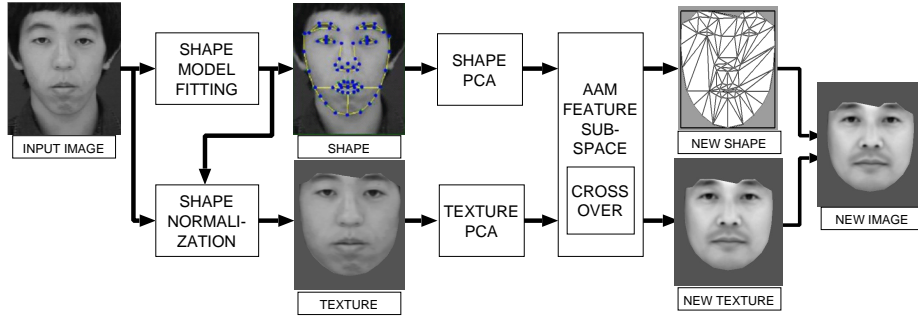 INPUT IMAGE
SHAPE
MODEL
FITTING
SHAPE
NORMALI-
ZATION
SHAPE
TEXTURE
SHAPE
PCA
TEXTURE
PCA
AAM
FEATURE
SUB-
SPACE
CROSS
OVER
NEW SHAPE
NEW TEXTURE
NEW IMAGE